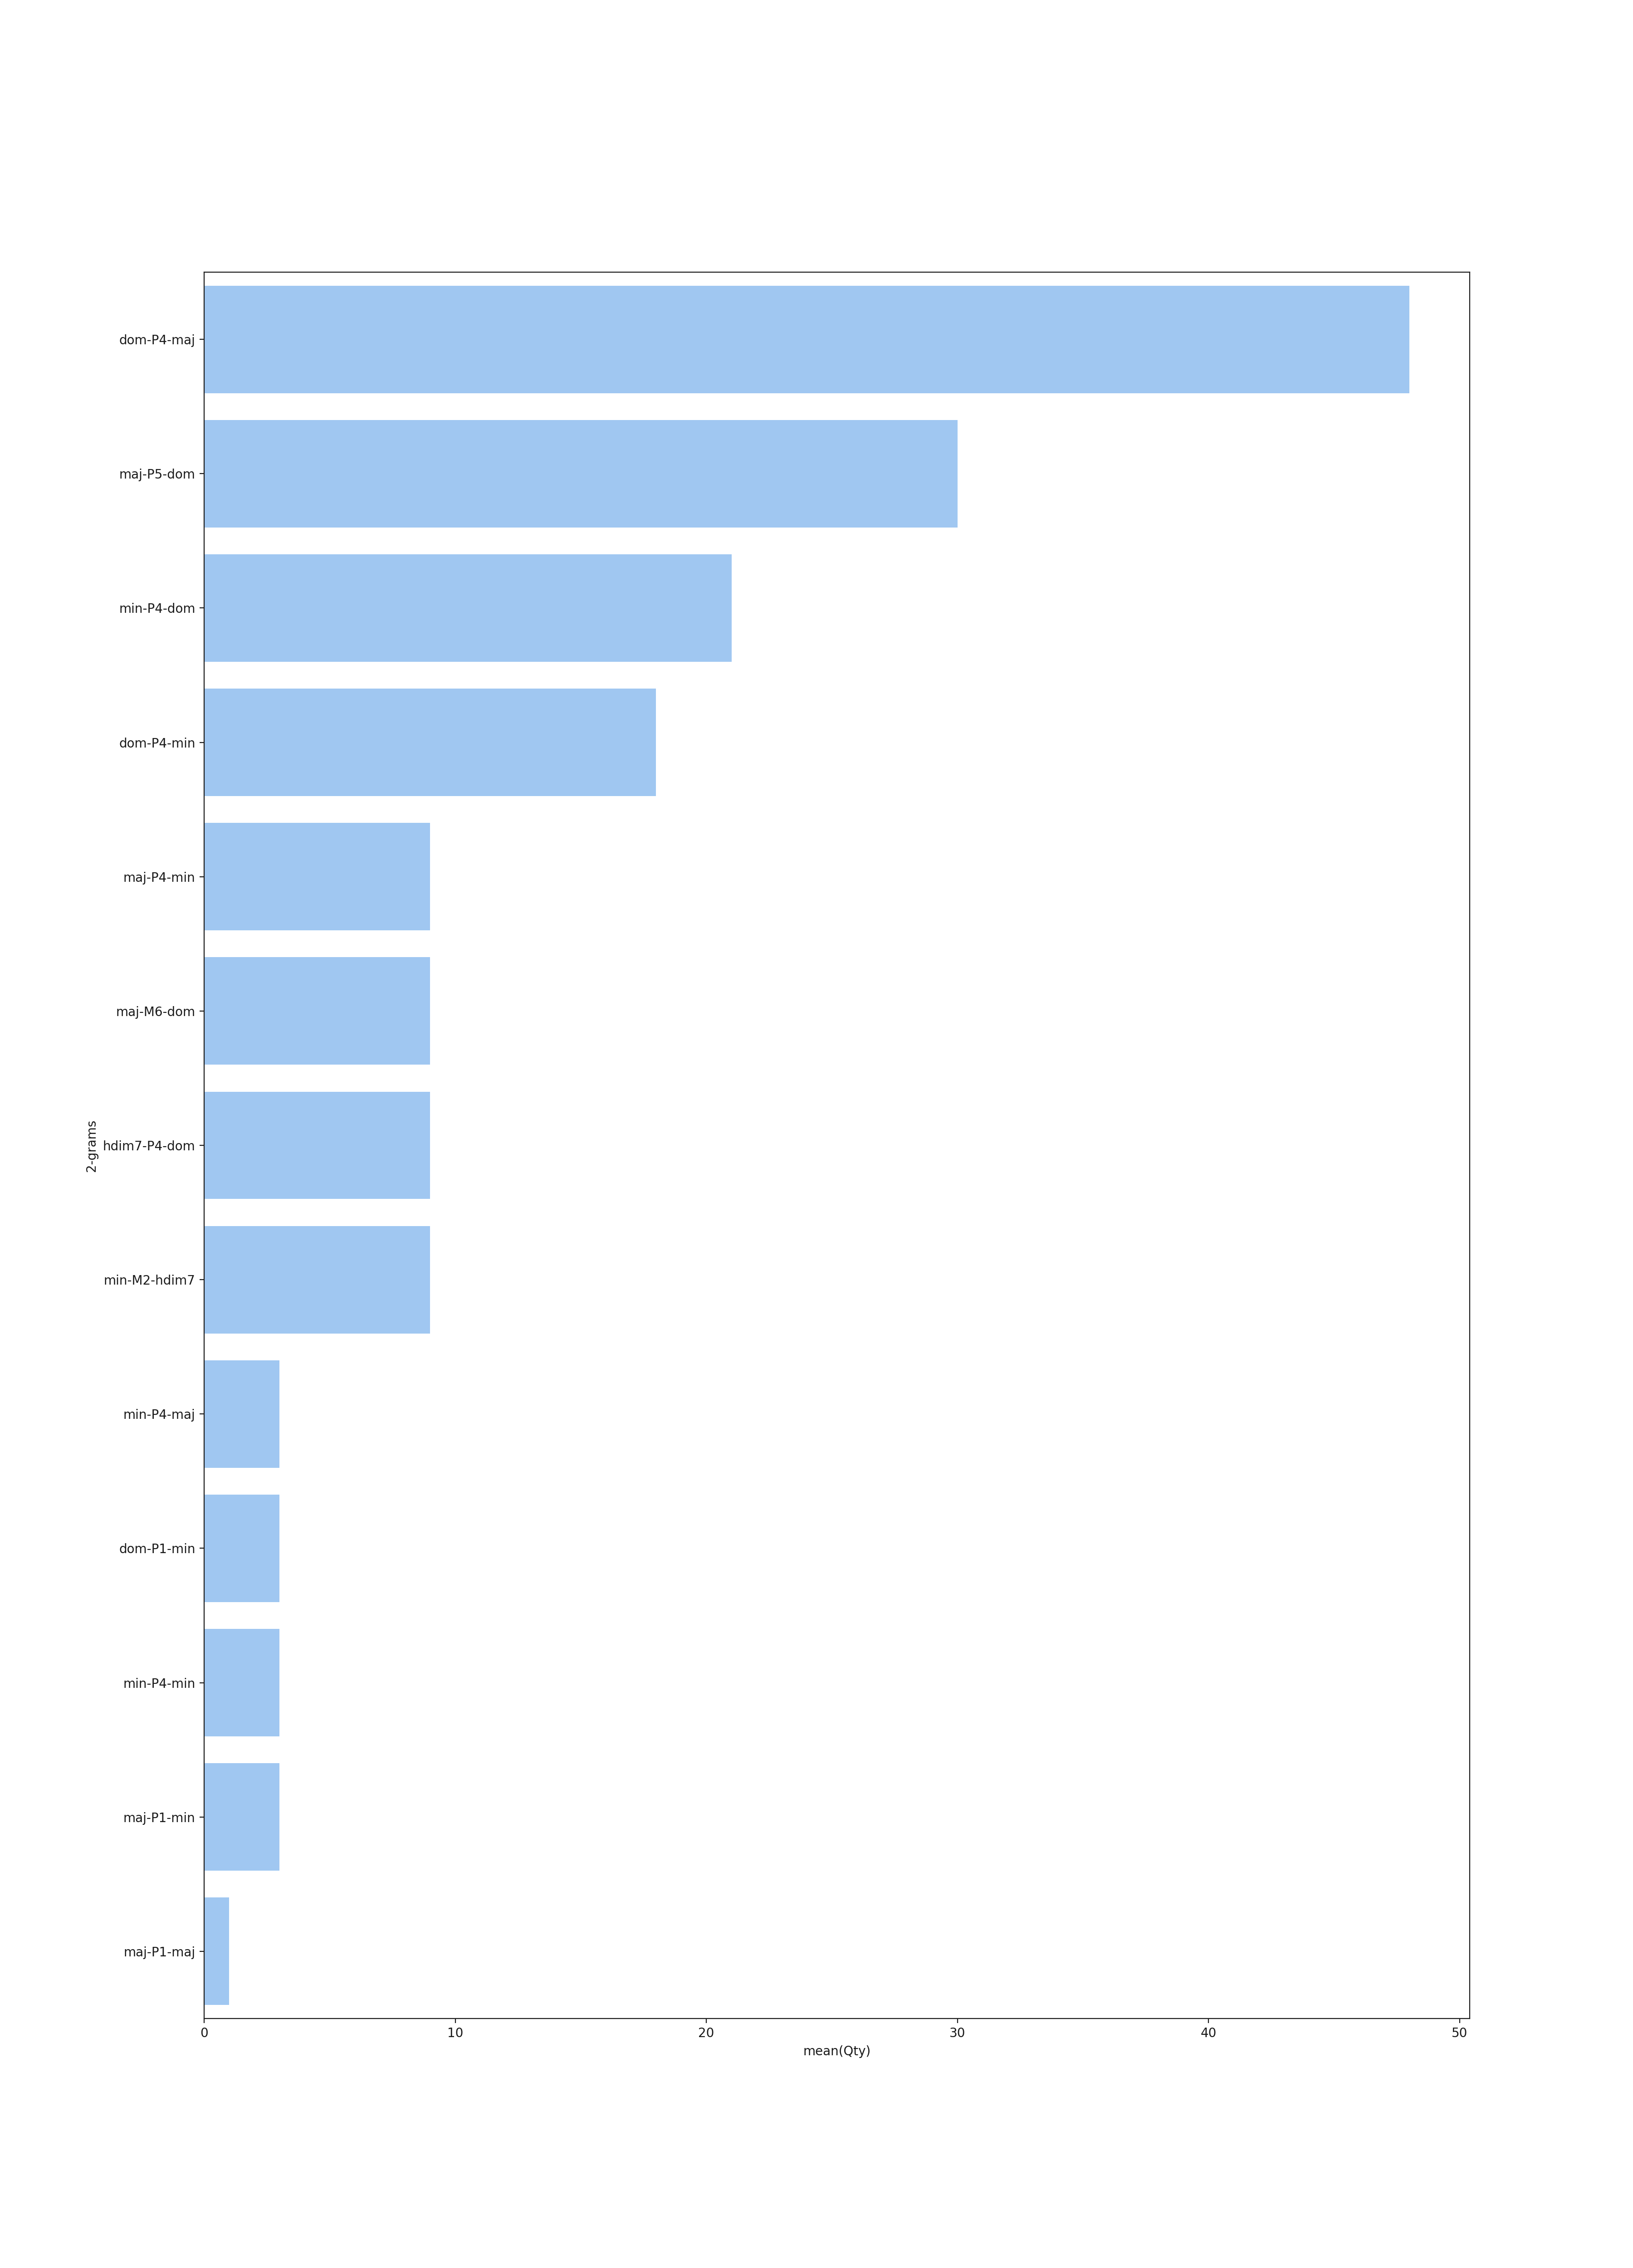 dom-P4-maj
maj-P5-dom
min-P4-dom
dom-P4-min
maj-P4-min
maj-M6-dom
2-grams
hdim7-P4-dom
min-M2-hdim7
min-P4-maj
dom-P1-min
min-P4-min
maj-P1-min
maj-P1-maj
0 10 20 30 40 50
mean(Qty)